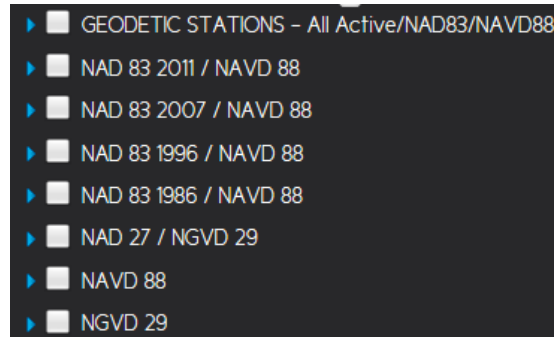 GEODETIC STATIONS - All Active/NAD83/NAVD88
NAD 83 2011 / NAVD 88
NAD 83 2007 / NAVD 88
NAD 83 1996 / NAVD 88
NAD 83 1986 / NAVD 88
NAD 27 / NGVD 29
NAVD 88
NGVD 29